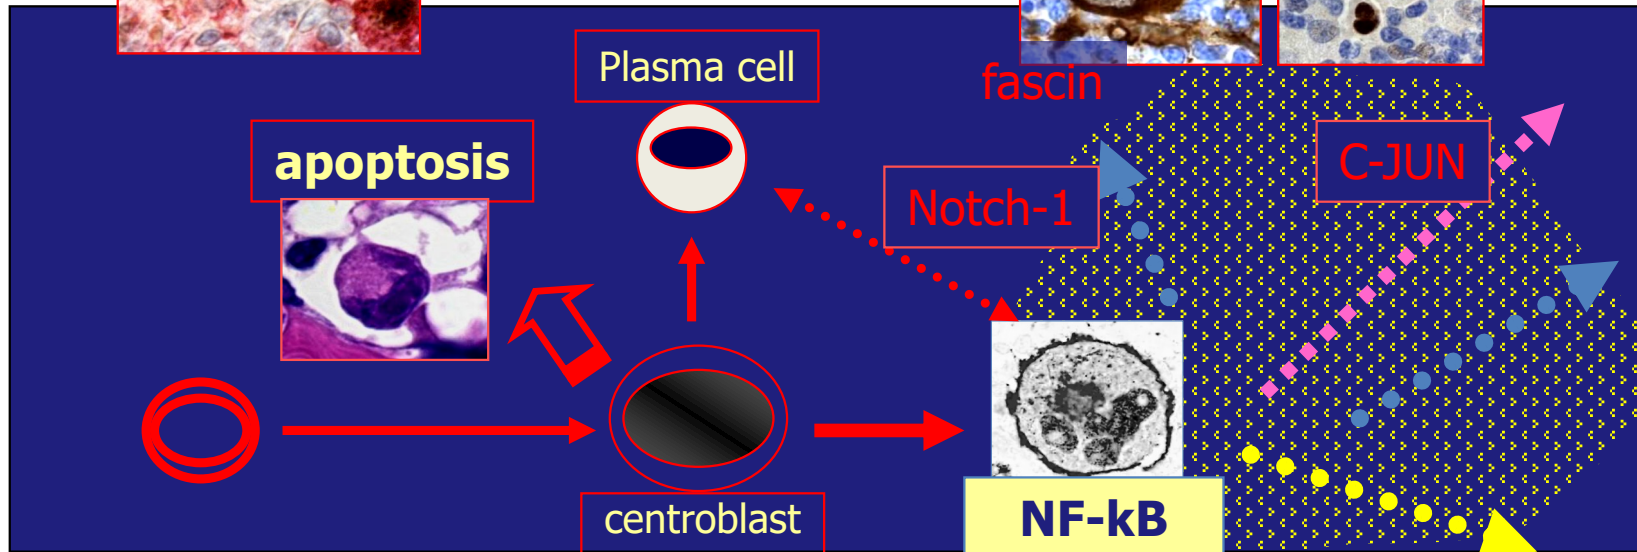 Plasma cell
fascin
apoptosis
C-JUN
Notch-1
centroblast
NF-kB